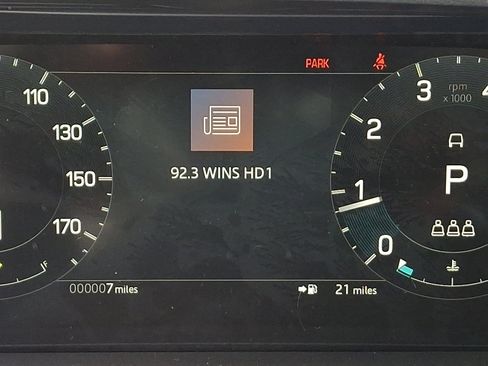 110
130
150
170
F
000007 miles
PARK
92.3 WINS HD1
21 miles
4
3
2
1
0
rpm
x 1000
P